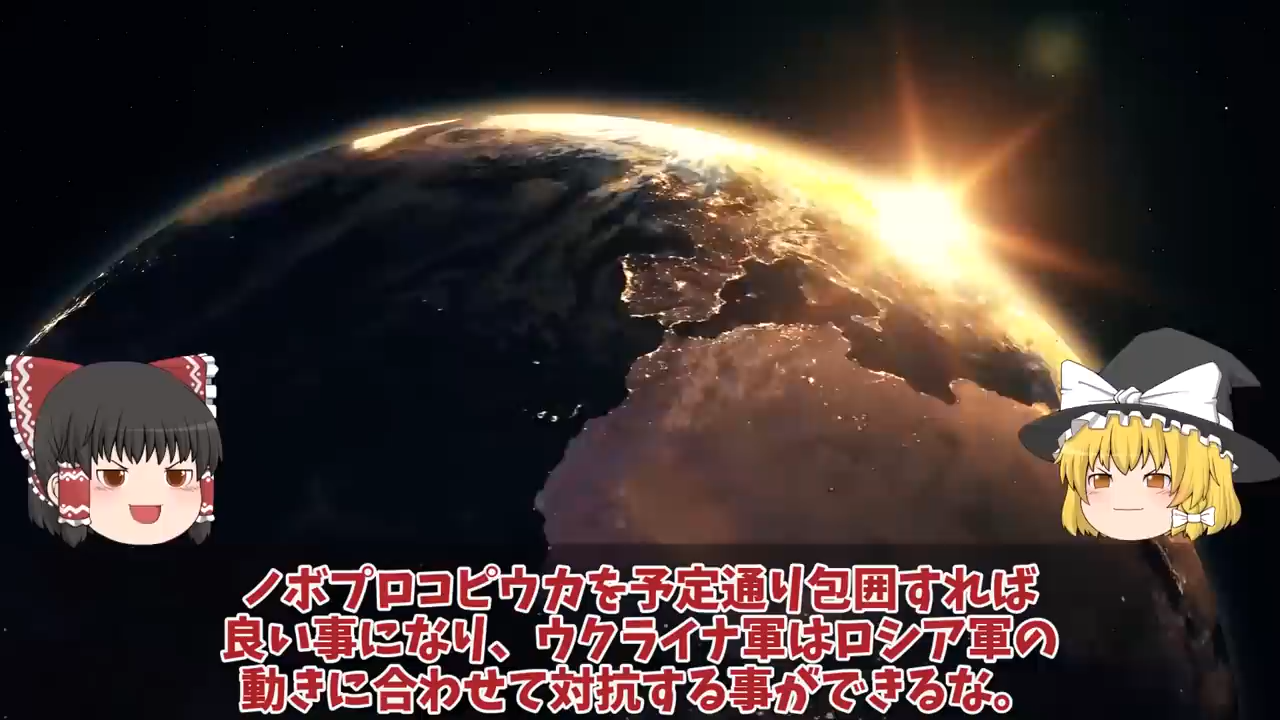 ノボプロコピウカを予定通り包囲すれば
良い事になり、ウクライナ軍はロシア軍の
動きに合わせて対抗する事ができるな。